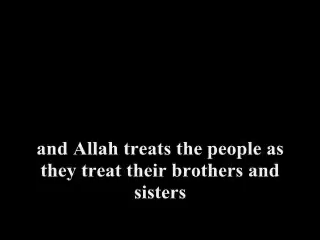 and Allah treats the people as
they treat their brothers and
sisters